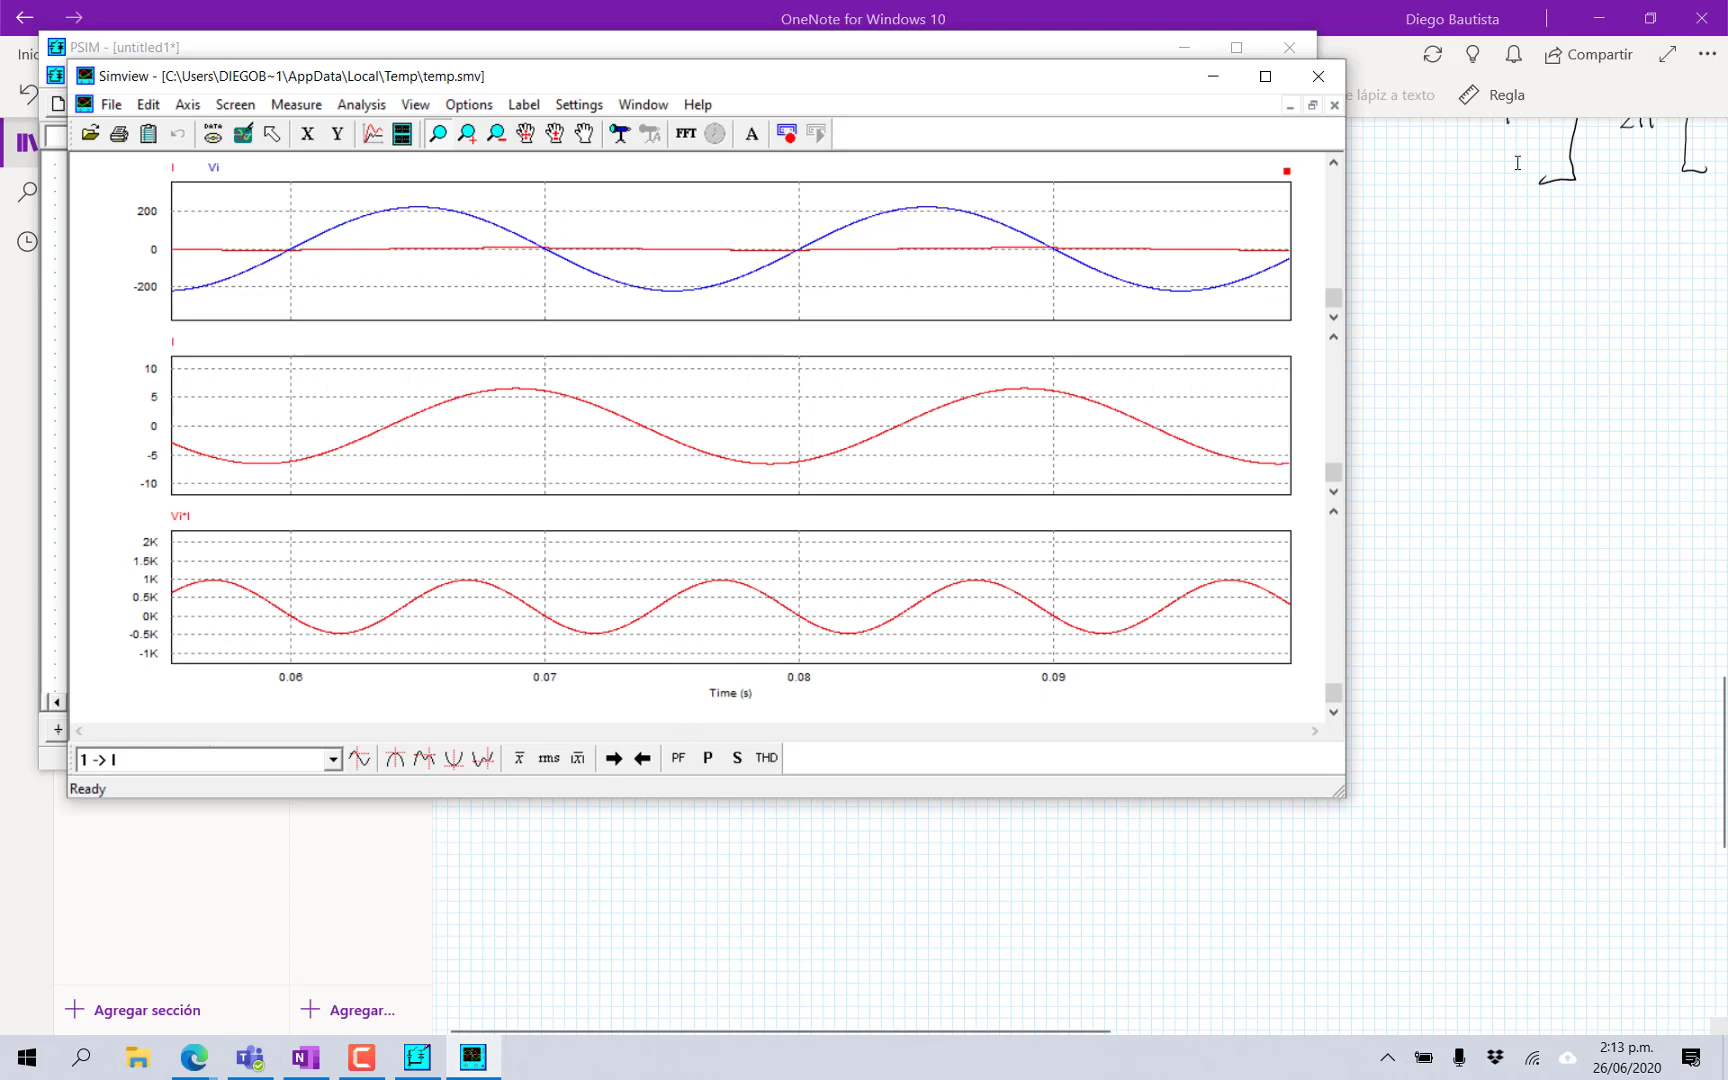 OneNote for Windows 10
Diego Bautista
PSIM - [untitled1*]
Compartir
Simview - [C:\Users\DIEGOB~1\AppData\Local\Temp\temp.smv]
File Edit Axis Screen Measure Analysis View Options Label Settings Window Help
e lápiz a texto
Regla
DATA
X Y
FFT
A
2π
I Vi
200
0
-200
I
10
5
0
-5
-10
Vi*I
2K
1.5K
1K
0.5K
0K
-0.5K
-1K
0.06 0.07 0.08 0.09
Time (s)
1 -> I
x rms |x|
PF P S THD
Ready
Agregar sección
Agregar...
2:13 p.m.
26/06/2020